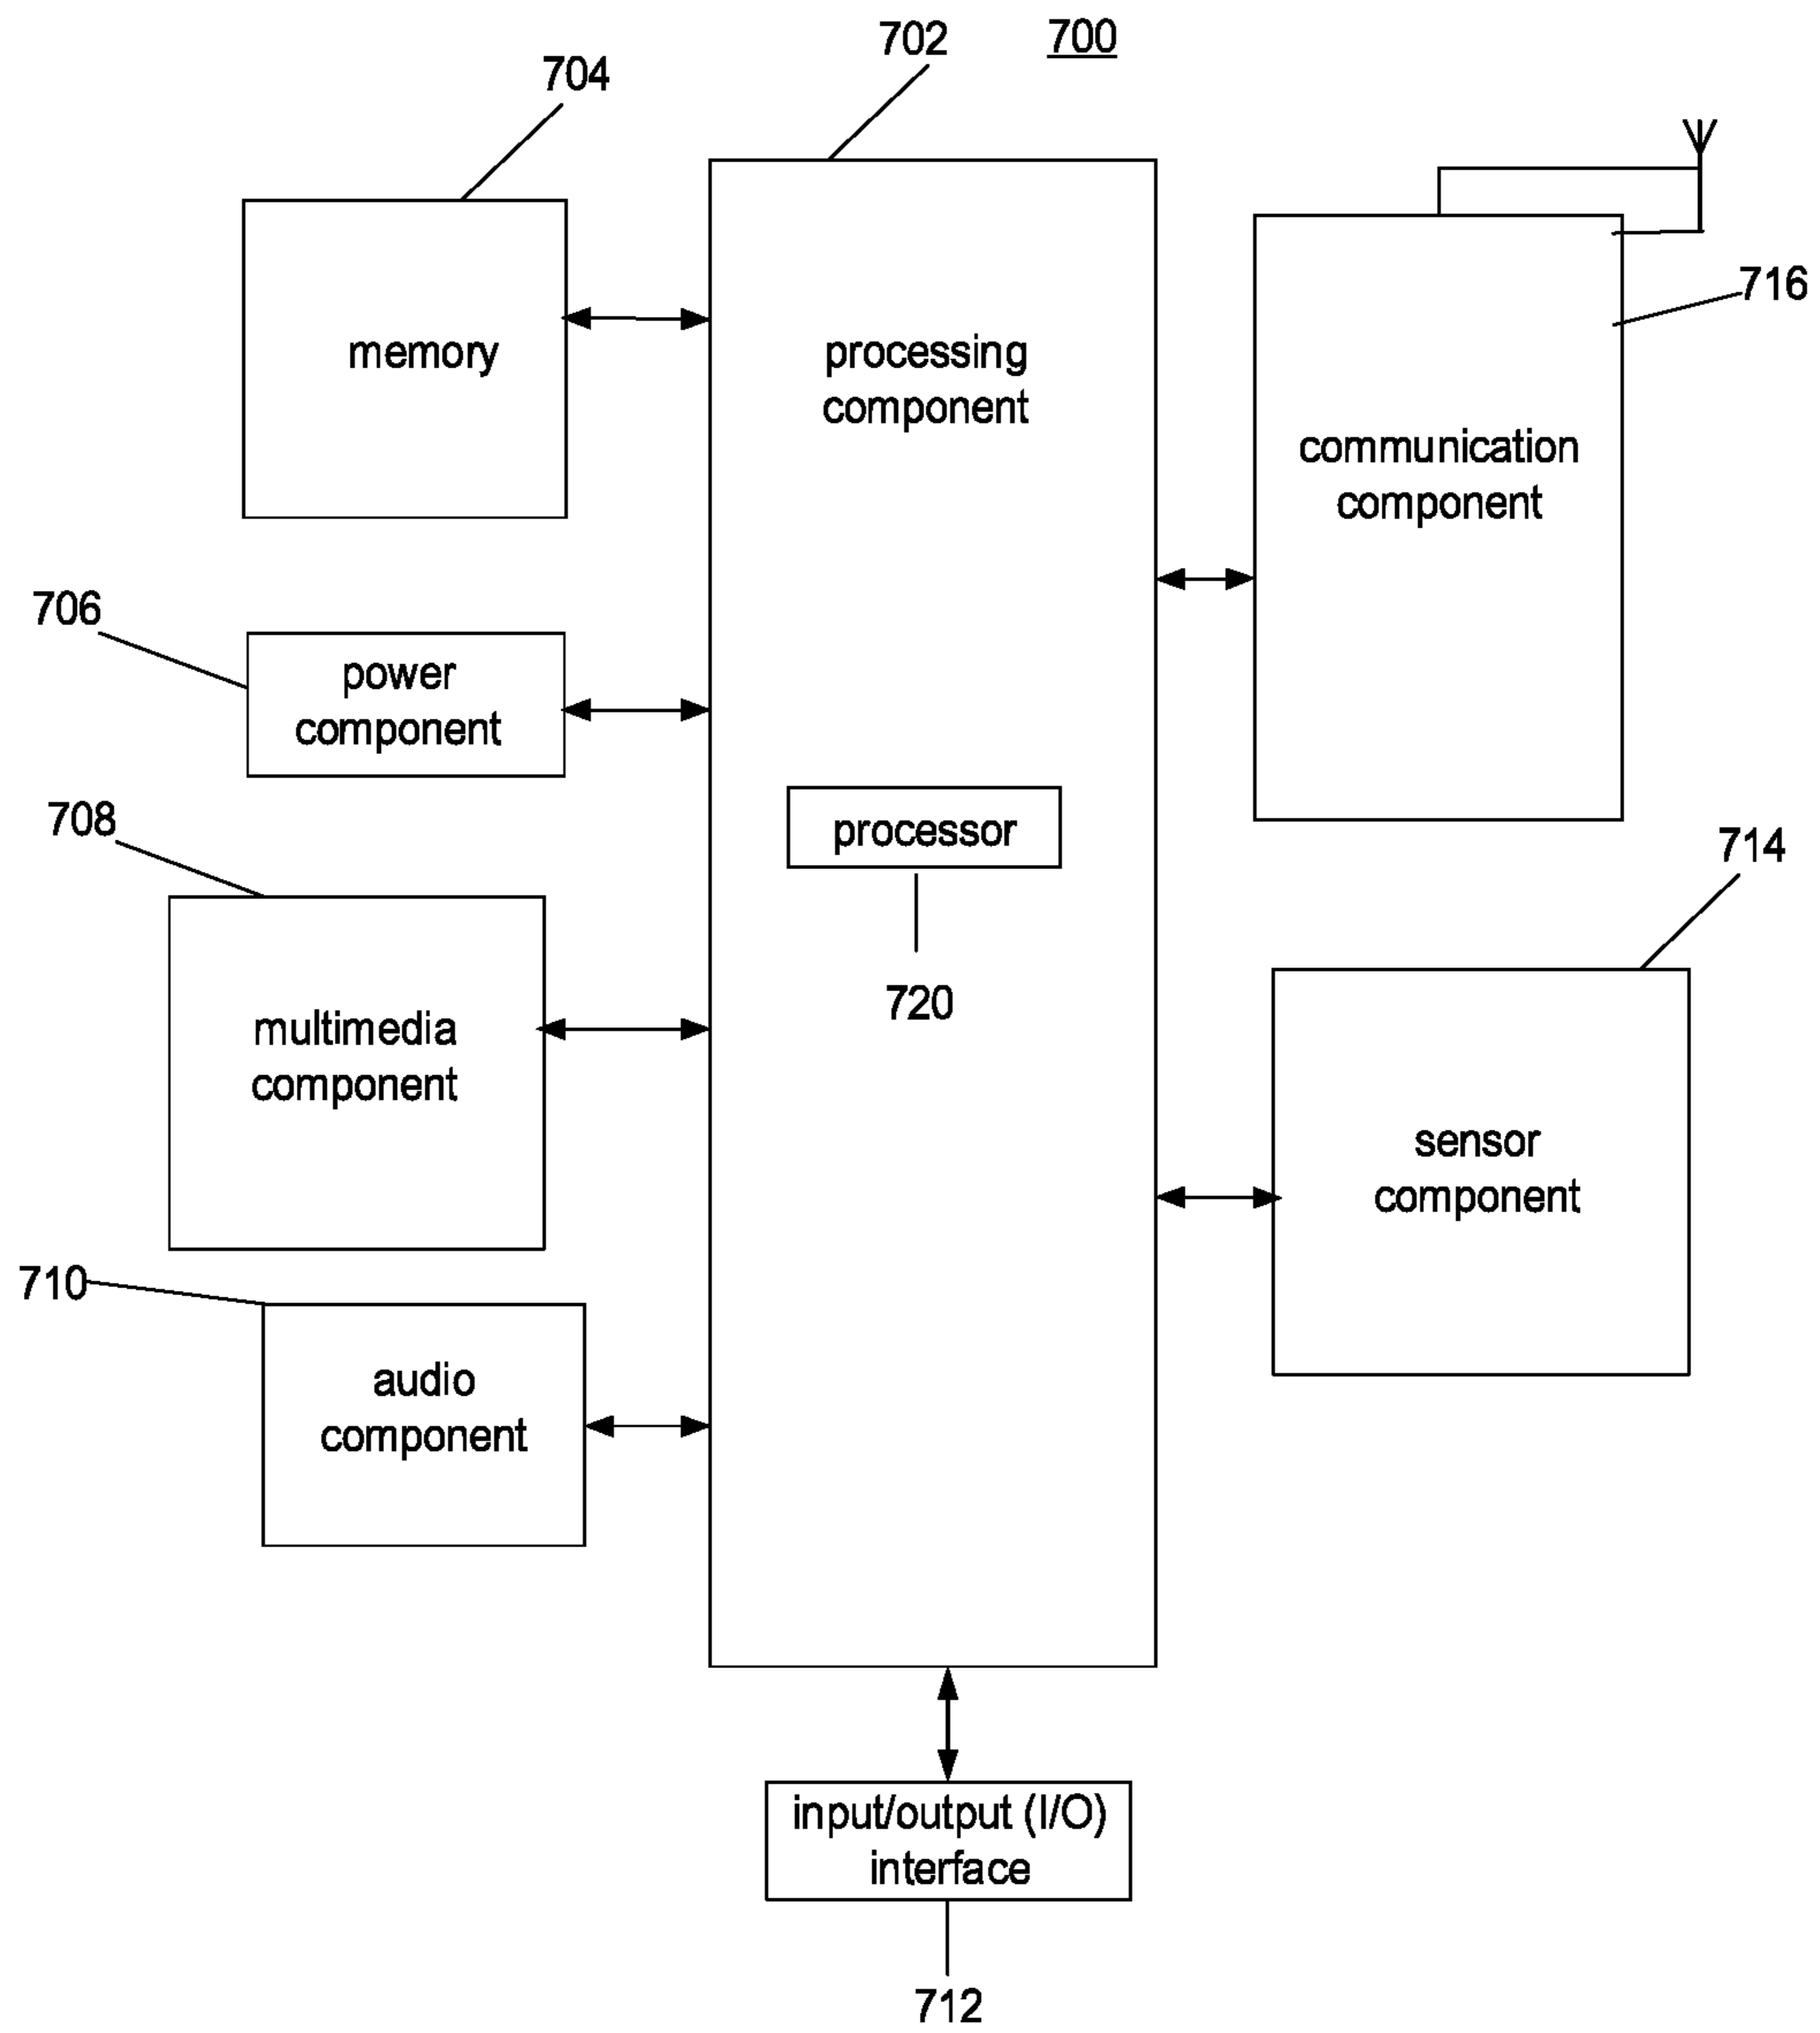 702
700
704
716
memory
processing
component
communication
component
706
power
component
708
processor
714
720
multimedia
component
sensor
component
710
audio
component
input/output (I/O)
interface
712